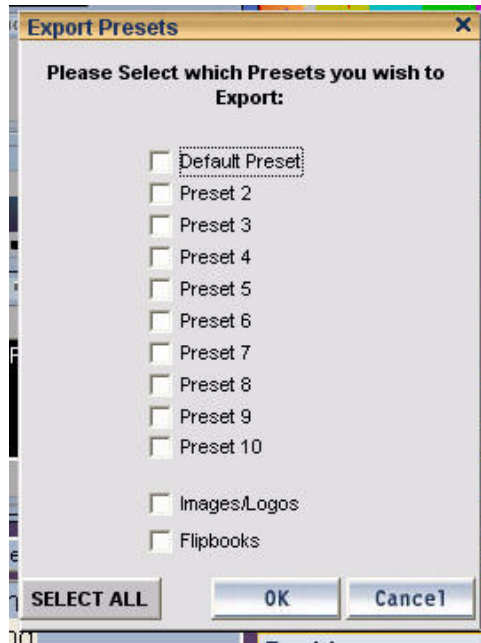 Export Presets
Please Select which Presets you wish to
Export:
Default Preset
Preset 2
Preset 3
Preset 4
Preset 5
Preset 6
Preset 7
Preset 8
Preset 9
Preset 10
Images/Logos
Flipbooks
SELECT ALL
OK
Cancel